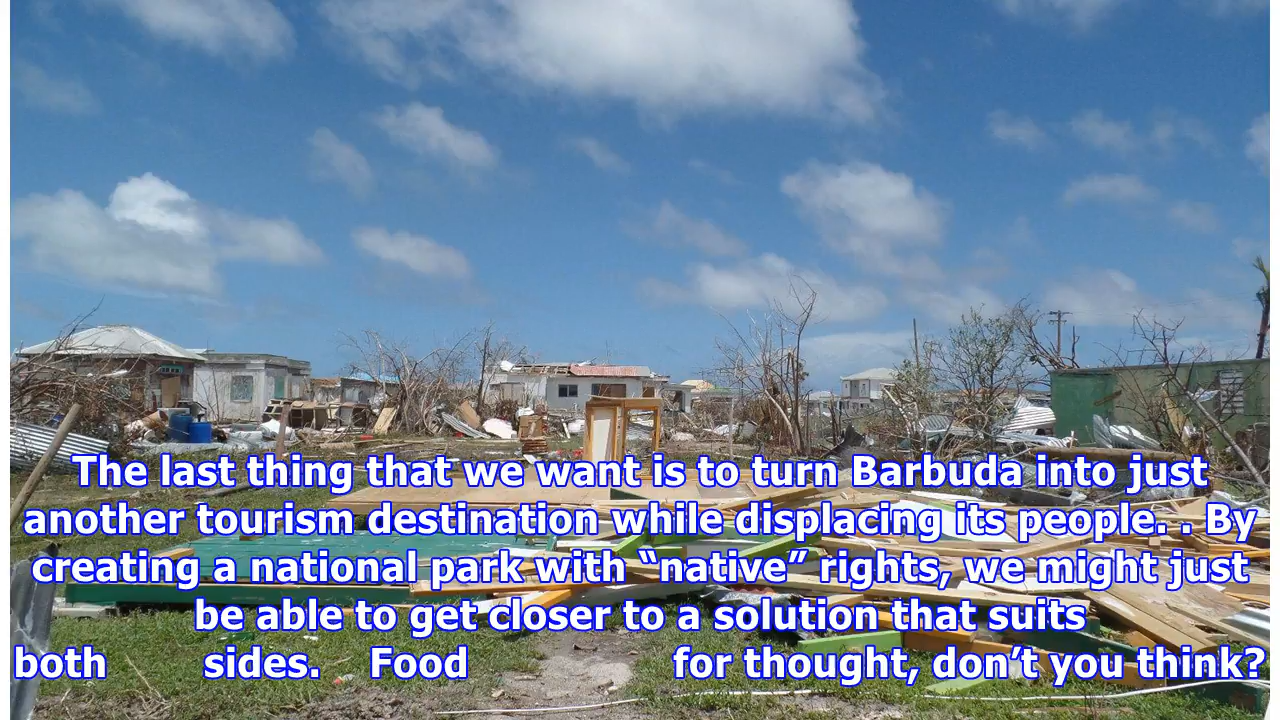 The last thing that we want is to turn Barbuda into just
another tourism destination while displacing its people. . By
creating a national park with “native” rights, we might just
be able to get closer to a solution that suits
both sides. Food for thought, don’t you think?